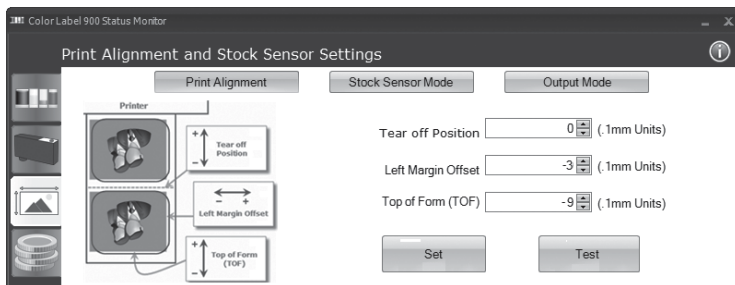 Color Label 900 Status Monitor
Print Alignment and Stock Sensor Settings
Print Alignment
Stock Sensor Mode
Output Mode
Printer
+
Tear off
Position
−
− +
Left Margin Offset
+
Top of Form
(TOF)
−
Tear off Position 0 (.1mm Units)
Left Margin Offset -3 (.1mm Units)
Top of Form (TOF) -9 (.1mm Units)
Set
Test